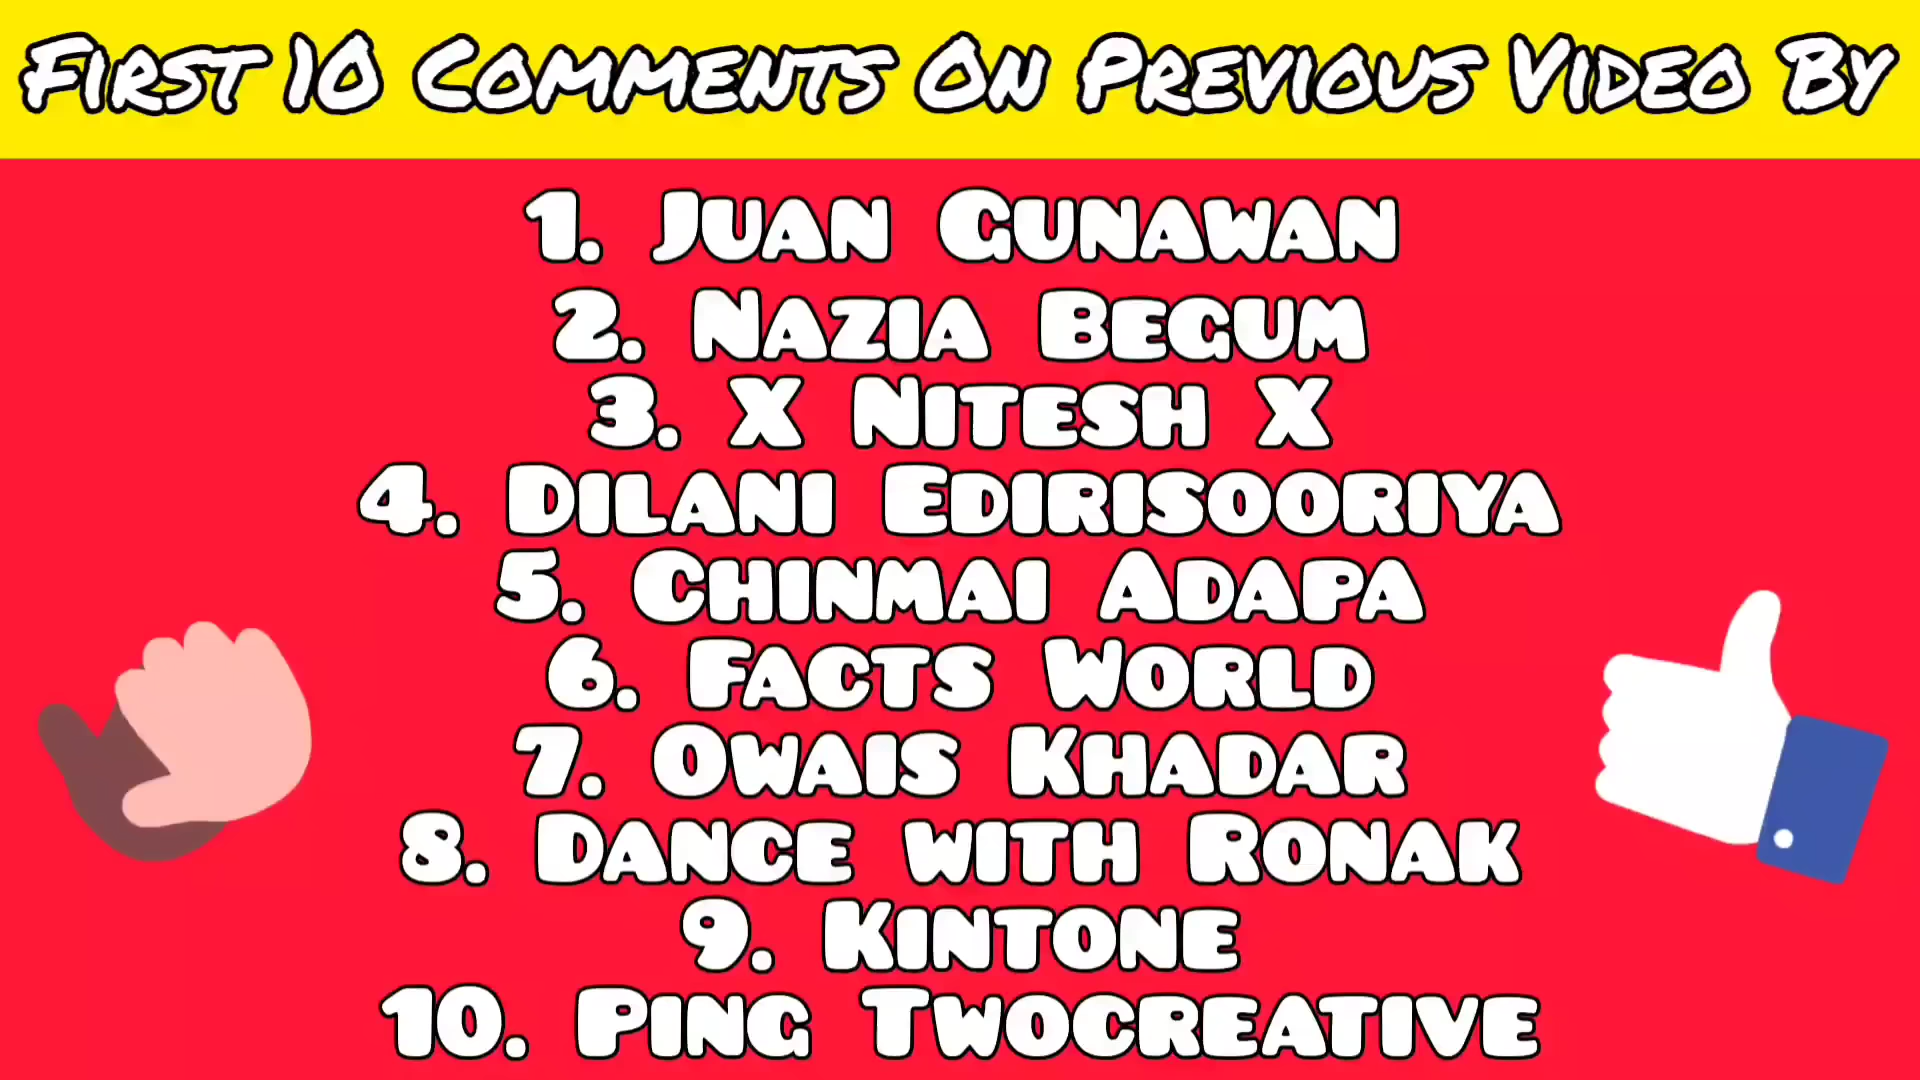 First 10 Comments On Previous Video By
1. Juan Gunawan
2. Nazia Begum
3. X Nitesh X
4. Dilani Edirisooriya
5. Chinmai Adapa
6. Facts World
7. Owais Khadar
8. Dance with Ronak
9. Kintone
10. Ping Twocreative